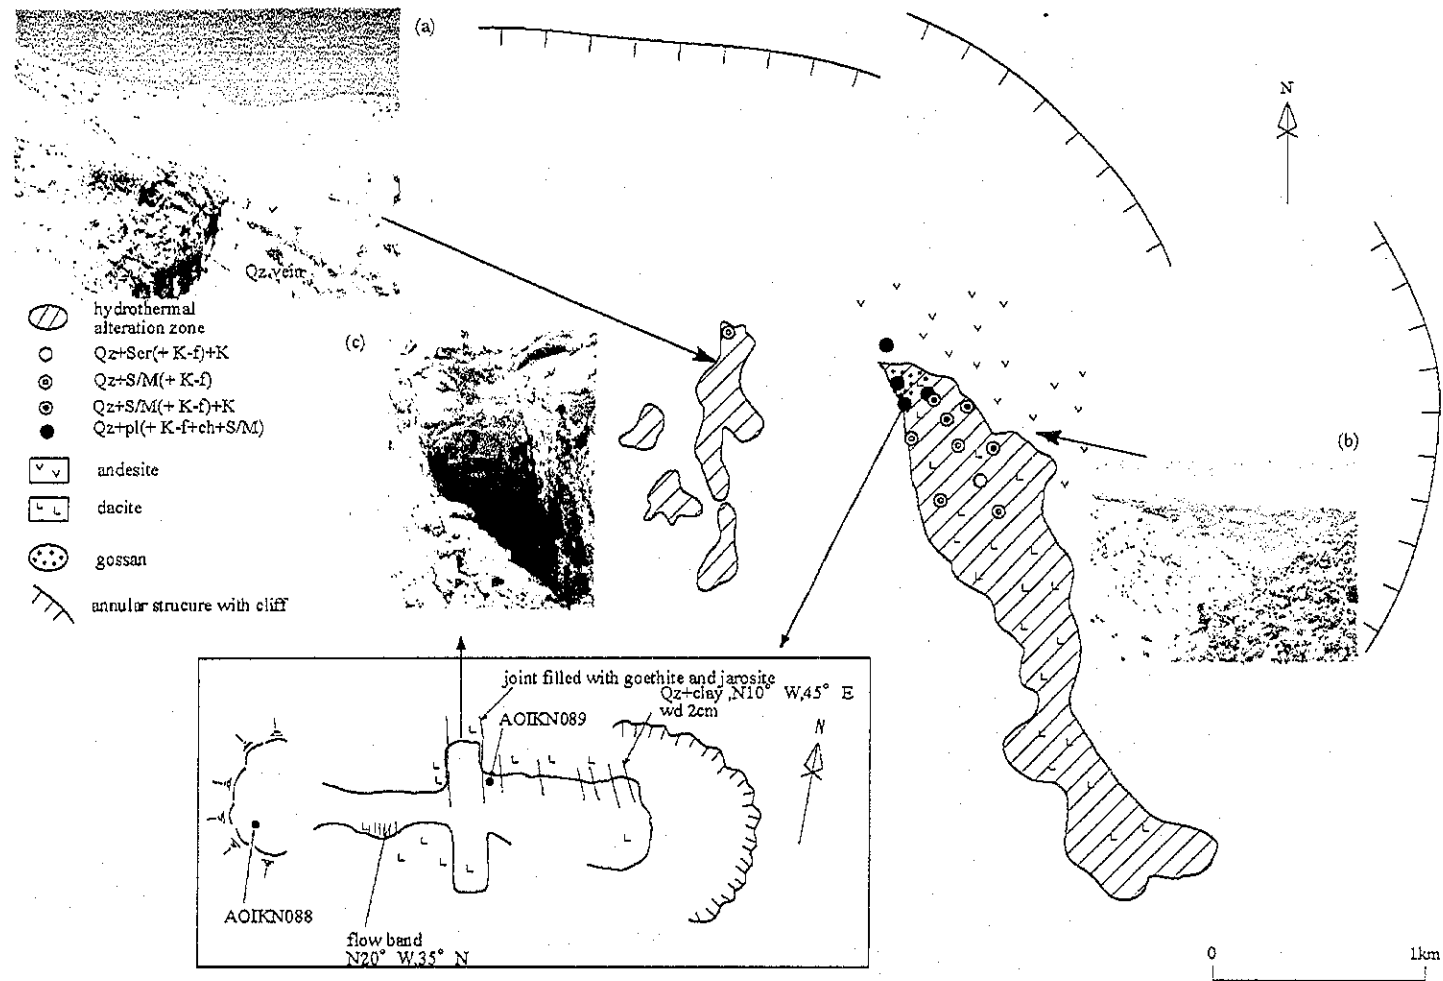 (a)
N
Qz vein
hydrothermal
alteration zone
Qz+Ser(+ K-f)+K
Qz+S/M(+ K-f)
Qz+S/M(+ K-f)+K
Qz+pl(+ K-f+ch+S/M)
andesite
dacite
gossan
annular strucure with cliff
(c)
(b)
joint filled with goethite and jarosite
Qz+clay ,N10° W,45° E
wd 2cm
AOIKN089
N
AOIKN088
flow band
N20° W,35° N
0 1km